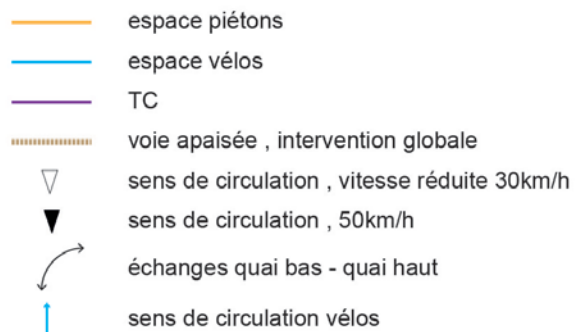 espace piétons
espace vélos
TC
voie apaisée , intervention globale
sens de circulation , vitesse réduite 30km/h
sens de circulation , 50km/h
échanges quai bas - quai haut
sens de circulation vélos